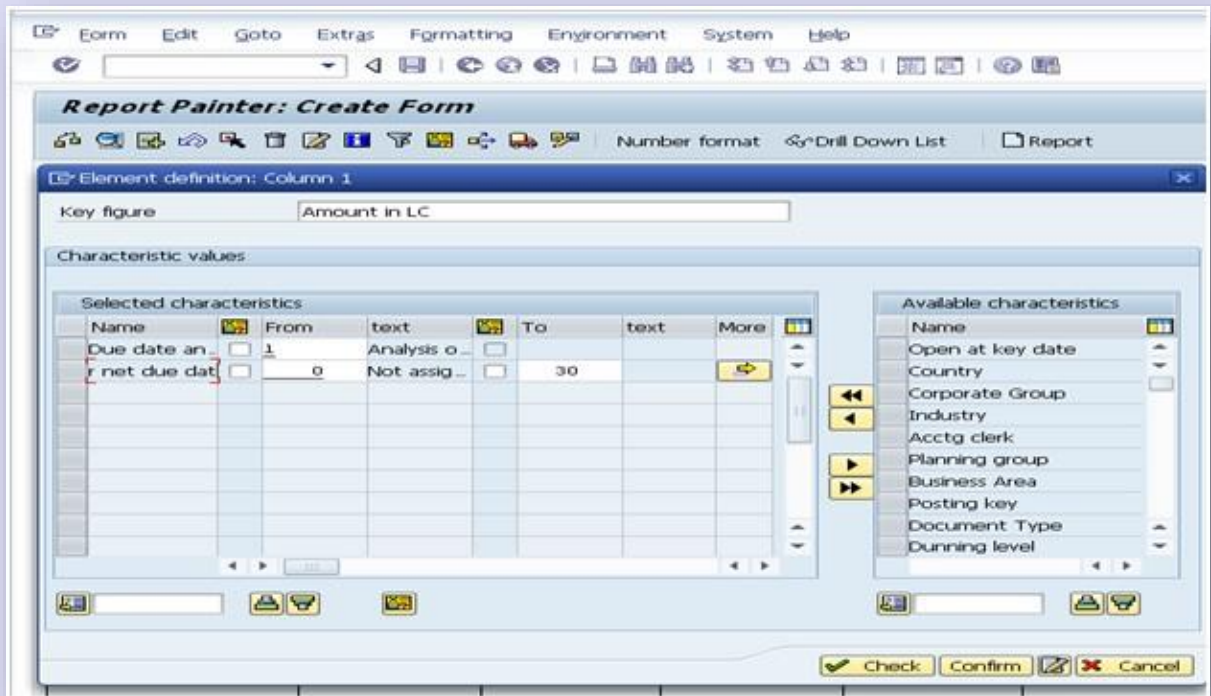 Form Edit Goto Extras Formatting Environment System Help
Report Painter: Create Form
Number format Drill Down List Report
Element definition: Column 1
Key figure Amount in LC
Characteristic values
Selected characteristics
Name From text To text More
Due date an.. 1 Analysis o..
r net due dat 0 Not assig.. 30
Available characteristics
Name
Open at key date
Country
Corporate Group
Industry
Acctg clerk
Planning group
Business Area
Posting key
Document Type
Dunning level
Check Confirm Cancel